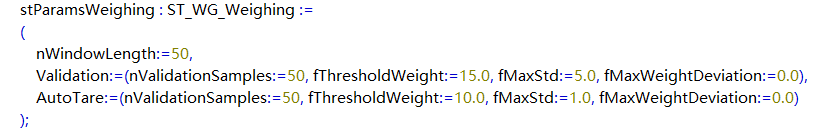 stParamsWeighing : ST_WG_Weighing :=
(
nWindowLength:=50,
Validation:=(nValidationSamples:=50, fThresholdWeight:=15.0, fMaxStd:=5.0, fMaxWeightDeviation:=0.0),
AutoTare:=(nValidationSamples:=50, fThresholdWeight:=10.0, fMaxStd:=1.0, fMaxWeightDeviation:=0.0)
);